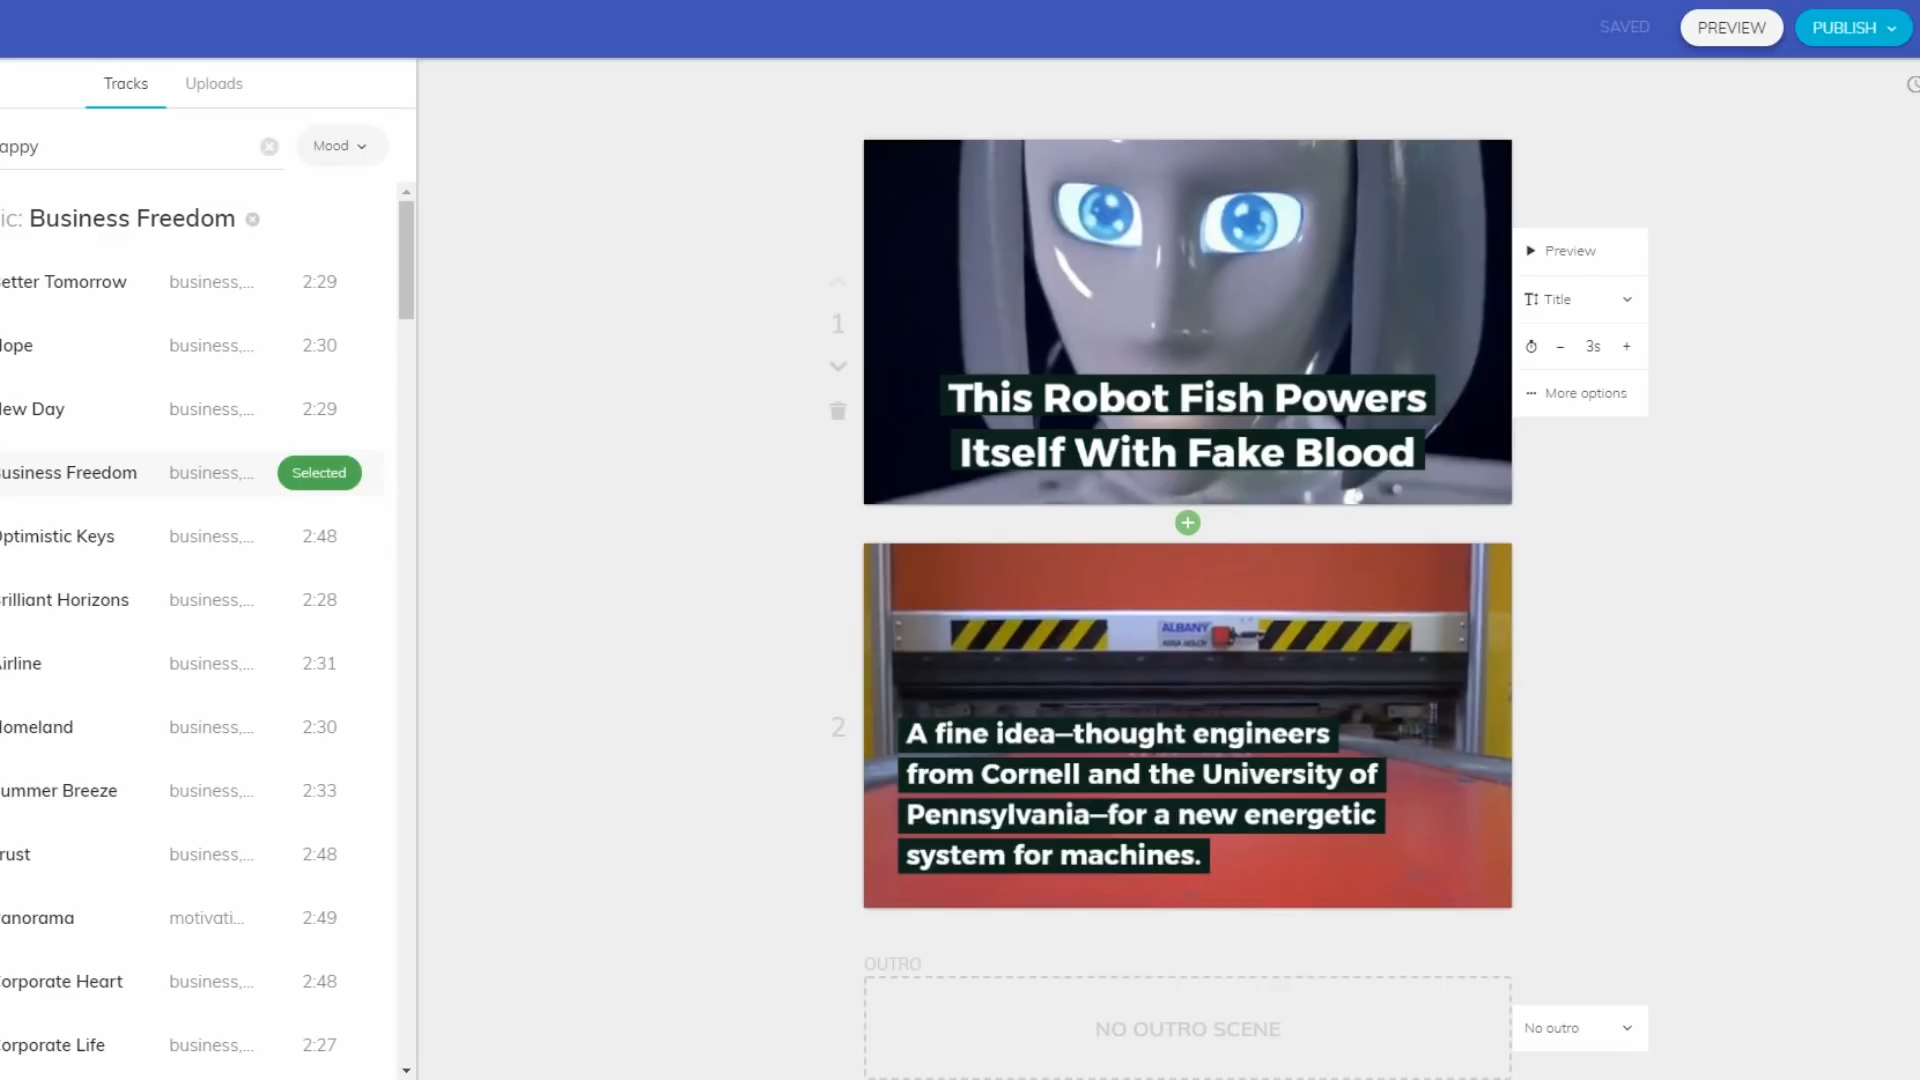 SAVED
PREVIEW
PUBLISH
Tracks
Uploads
appy
Mood
ic: Business Freedom
etter Tomorrow business,... 2:29
ope business,... 2:30
ew Day business,... 2:29
usiness Freedom business,... Selected
ptimistic Keys business,... 2:48
rilliant Horizons business,... 2:28
irline business,... 2:31
omeland business,... 2:30
ummer Breeze business,... 2:33
rust business,... 2:48
anorama motivati... 2:49
orporate Heart business,... 2:48
orporate Life business,... 2:27
1
This Robot Fish Powers
Itself With Fake Blood
Preview
Title
3s
More options
2
ALBANY
A fine idea—thought engineers
from Cornell and the University of
Pennsylvania—for a new energetic
system for machines.
OUTRO
NO OUTRO SCENE
No outro